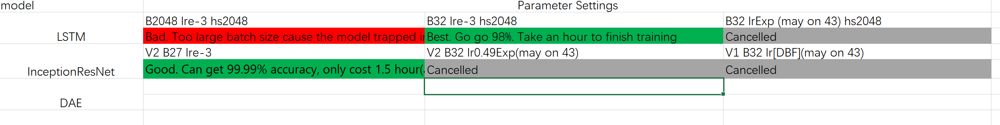 model
Parameter Settings
B2048 lre-3 hs2048
B32 lre-3 hs2048
B32 lrExp (may on 43) hs2048
LSTM
Bad. Too large batch size cause the model trapped
Best. Go go 98%. Take an hour to finish training
Cancelled
V2 B27 lre-3
V2 B32 lr0.49Exp(may on 43)
V1 B32 lr[DBF](may on 43)
InceptionResNet
Good. Can get 99.99% accuracy, only cost 1.5 hour(
Cancelled
Cancelled
DAE